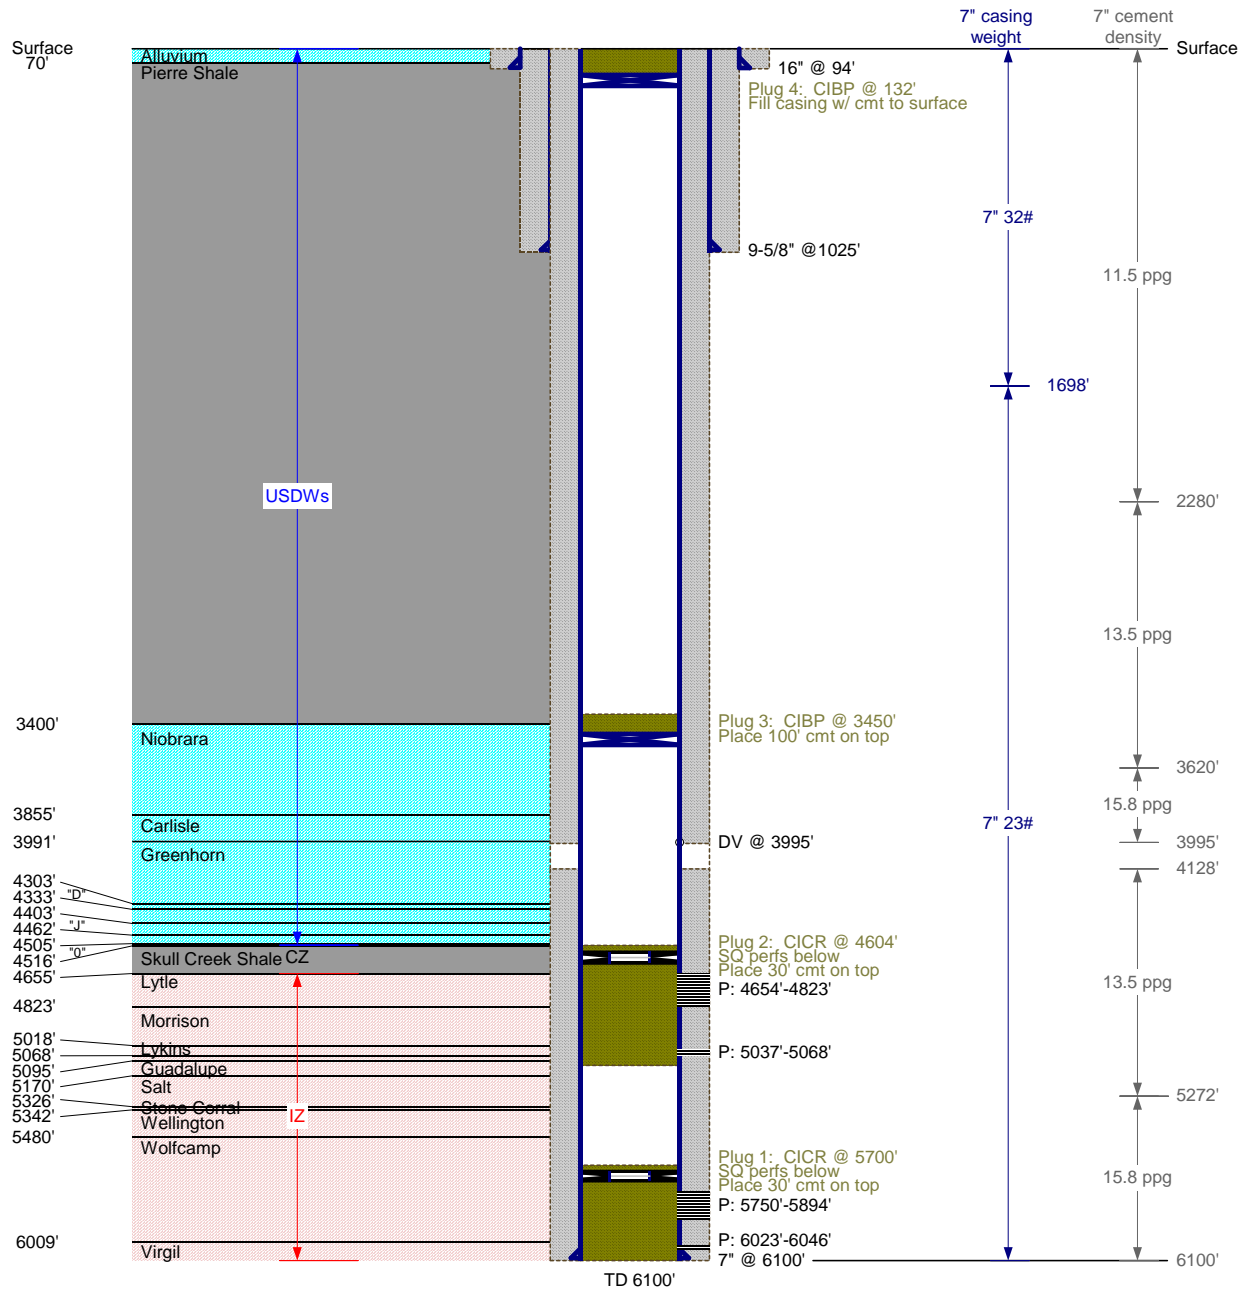 7" casing
weight
7" cement
density
Surface
70'
Alluvium
Pierre Shale
Surface
16" @ 94'
Plug 4: CIBP @ 132'
Fill casing w/ cmt to surface
7" 32#
9-5/8" @1025'
11.5 ppg
1698'
USDWs
2280'
13.5 ppg
3400'
Niobrara
Plug 3: CIBP @ 3450'
Place 100' cmt on top
3620'
15.8 ppg
3855'
Carlisle
7" 23#
3991'
Greenhorn
DV @ 3995'
3995'
4128'
4303'
4333'
"D"
4403'
4462'
"J"
4505'
4516'
"0"
4655'
Skull Creek Shale
CZ
Plug 2: CICR @ 4604'
SQ perfs below
Place 30' cmt on top
P: 4654'-4823'
13.5 ppg
Lytle
4823'
Morrison
5018'
5068'
Lykins
P: 5037'-5068'
5095'
Guadalupe
5170'
Salt
5272'
5326'
5342'
Stone Corral
Wellington
IZ
5480'
Wolfcamp
Plug 1: CICR @ 5700'
SQ perfs below
Place 30' cmt on top
P: 5750'-5894'
15.8 ppg
6009'
Virgil
P: 6023'-6046'
7" @ 6100'
6100'
TD 6100'